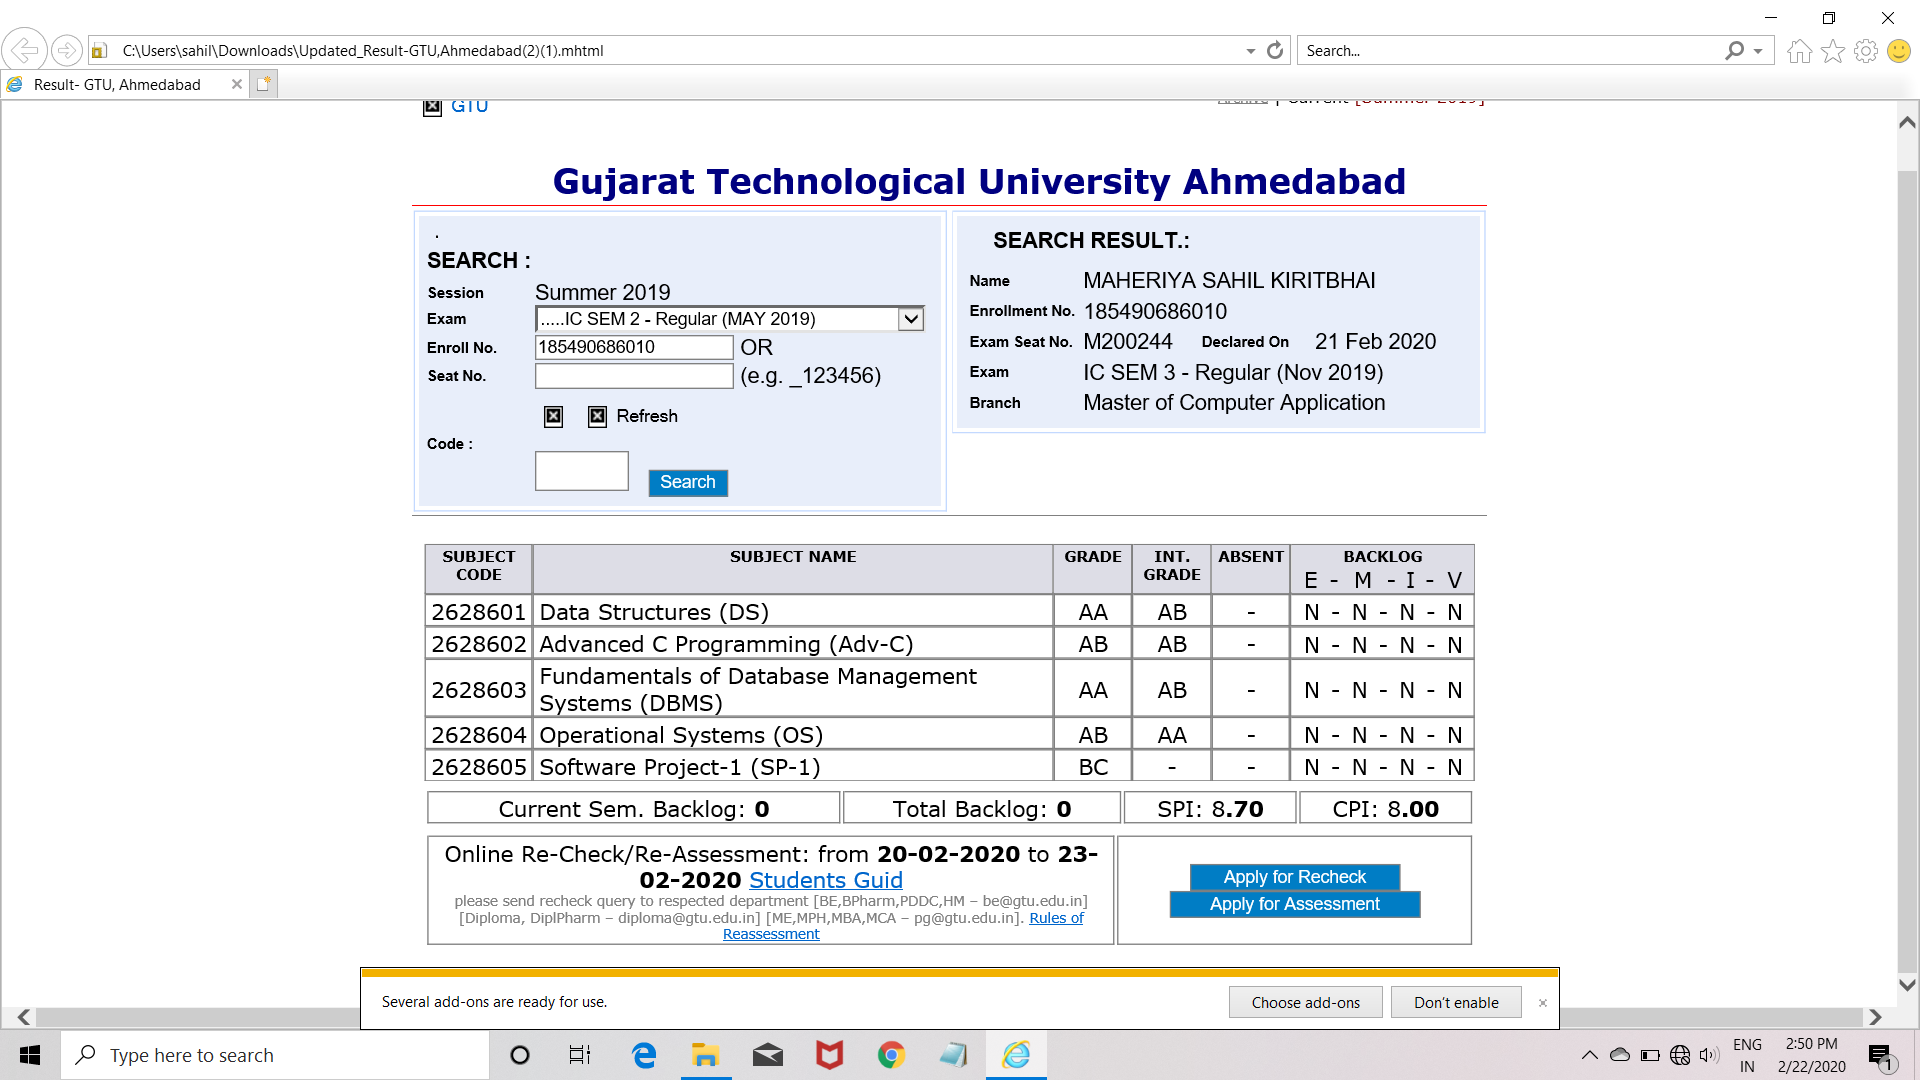 C:\Users\sahil\Downloads\Updated_Result-GTU,Ahmedabad(2)(1).mhtml
Search...
Result- GTU, Ahmedabad
GTU
Archive | Current [Summer 2019]
Gujarat Technological University Ahmedabad
.
SEARCH :
Session Summer 2019
Exam .....IC SEM 2 - Regular (MAY 2019)
Enroll No. 185490686010 OR
Seat No. (e.g. _123456)
Refresh
Code :
Search
SEARCH RESULT.:
Name MAHERIYA SAHIL KIRITBHAI
Enrollment No. 185490686010
Exam Seat No. M200244 Declared On 21 Feb 2020
Exam IC SEM 3 - Regular (Nov 2019)
Branch Master of Computer Application
SUBJECT CODE SUBJECT NAME GRADE INT. GRADE ABSENT BACKLOG
E - M - I - V
2628601 Data Structures (DS) AA AB - N - N - N - N
2628602 Advanced C Programming (Adv-C) AB AB - N - N - N - N
2628603 Fundamentals of Database Management Systems (DBMS) AA AB - N - N - N - N
2628604 Operational Systems (OS) AB AA - N - N - N - N
2628605 Software Project-1 (SP-1) BC - - N - N - N - N
Current Sem. Backlog: 0 Total Backlog: 0 SPI: 8.70 CPI: 8.00
Online Re-Check/Re-Assessment: from 20-02-2020 to 23-
02-2020 Students Guid
please send recheck query to respected department [BE,BPharm,PDDC,HM – be@gtu.edu.in]
[Diploma, DiplPharm – diploma@gtu.edu.in] [ME,MPH,MBA,MCA – pg@gtu.edu.in]. Rules of
Reassessment
Apply for Recheck
Apply for Assessment
Several add-ons are ready for use.
Choose add-ons
Don't enable
Type here to search
ENG
IN
2:50 PM
2/22/2020
1